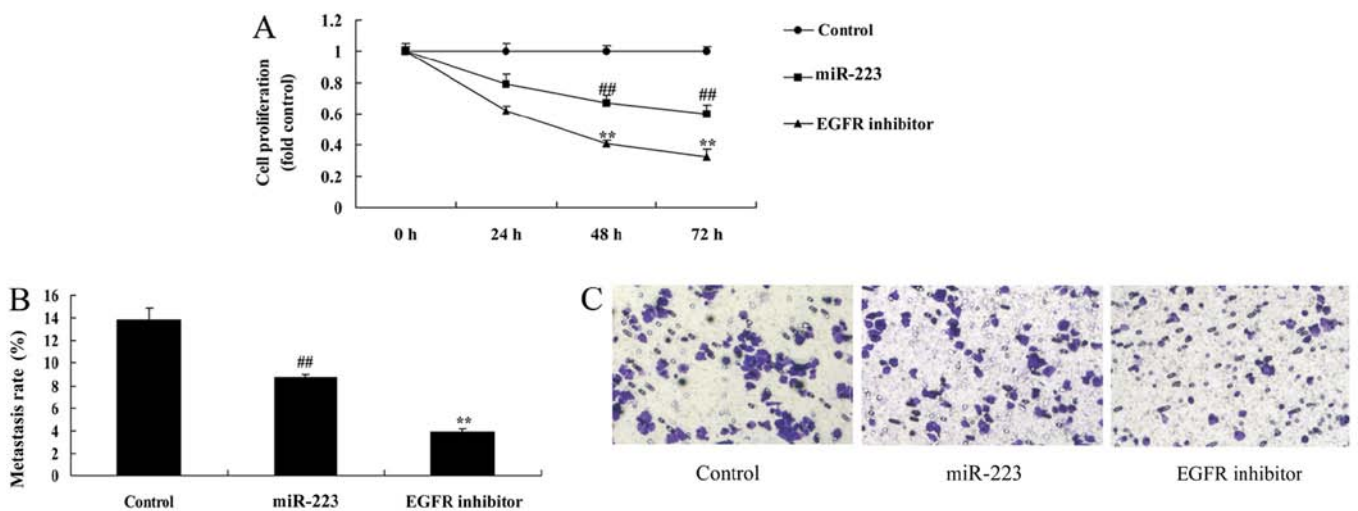 A
Cell proliferation
(fold control)
1.2
1
0.8
0.6
0.4
0.2
0
##
##
**
**
0 h
24 h
48 h
72 h
Control
miR-223
EGFR inhibitor
B
Metastasis rate (%)
16
14
12
10
8
6
4
2
0
##
**
Control
miR-223
EGFR inhibitor
C
Control
miR-223
EGFR inhibitor